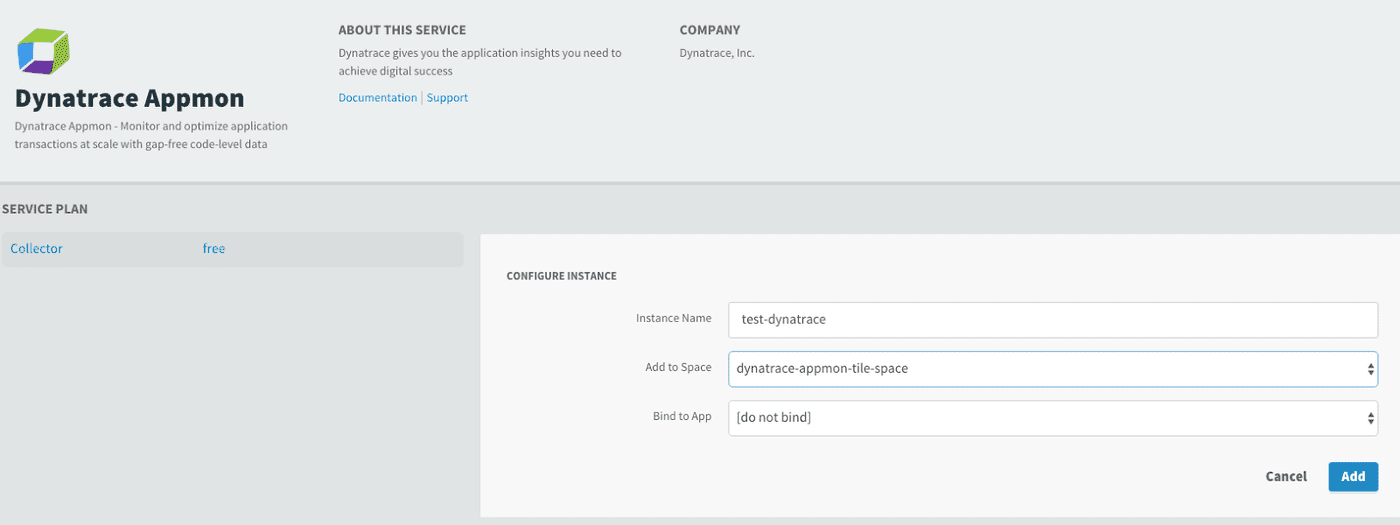 Dynatrace Appmon
Dynatrace Appmon - Monitor and optimize application
transactions at scale with gap-free code-level data
ABOUT THIS SERVICE
Dynatrace gives you the application insights you need to
achieve digital success
Documentation | Support
COMPANY
Dynatrace, Inc.
SERVICE PLAN
Collector free
CONFIGURE INSTANCE
Instance Name test-dynatrace
Add to Space dynatrace-appmon-tile-space
Bind to App [do not bind]
Cancel Add